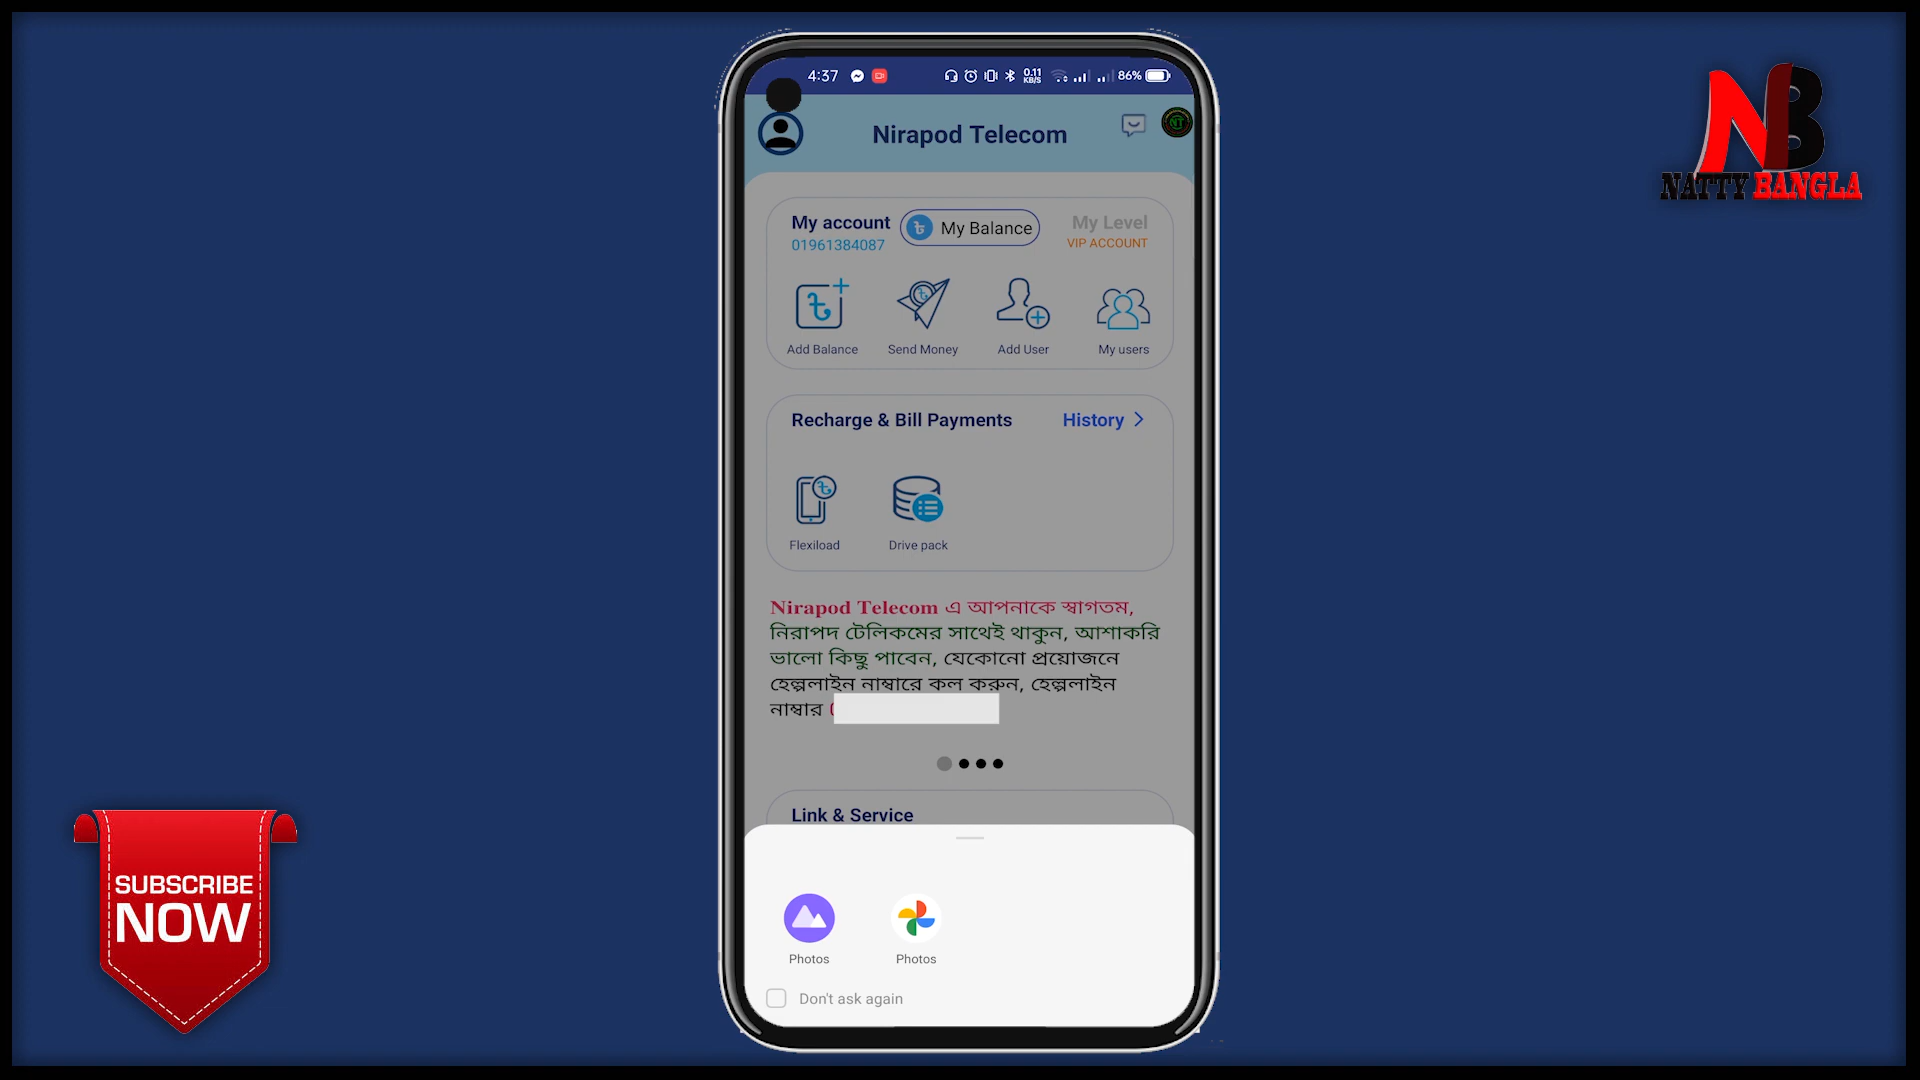 4:37
0.11
KB/S
86%
Nirapod Telecom
NT
NB
NATTY BANGLA
My account
My Balance
My Level
01961384087
VIP ACCOUNT
Add Balance
Send Money
Add User
My users
Recharge & Bill Payments
History
Flexiload
Drive pack
Nirapod Telecom এ আপনাকে স্বাগতম,
নিরাপদ টেলিকমের সাথেই থাকুন, আশাকরি
ভালো কিছু পাবেন, যেকোনো প্রয়োজনে
হেল্পলাইন নাম্বারে কল করুন, হেল্পলাইন
নাম্বার
Link & Service
Photos
Photos
Don't ask again
SUBSCRIBE
NOW